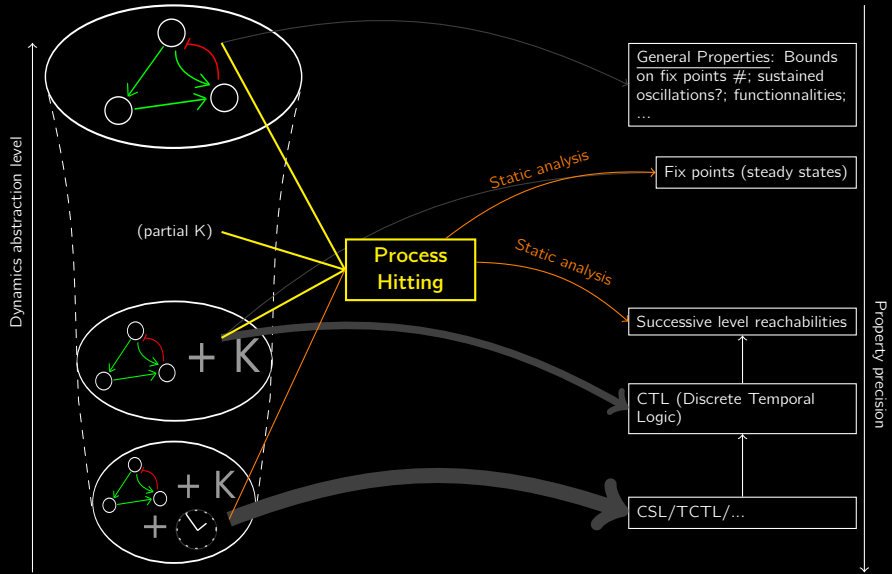 General Properties: Bounds
on fix points #; sustained
oscillations?; functionnalities;
...
Dynamics abstraction level
Static analysis
Fix points (steady states)
(partial K)
Process
Hitting
Static analysis
Successive level reachabilities
Property precision
+ K
CTL (Discrete Temporal
Logic)
+ K
+
CSL/TCTL/...